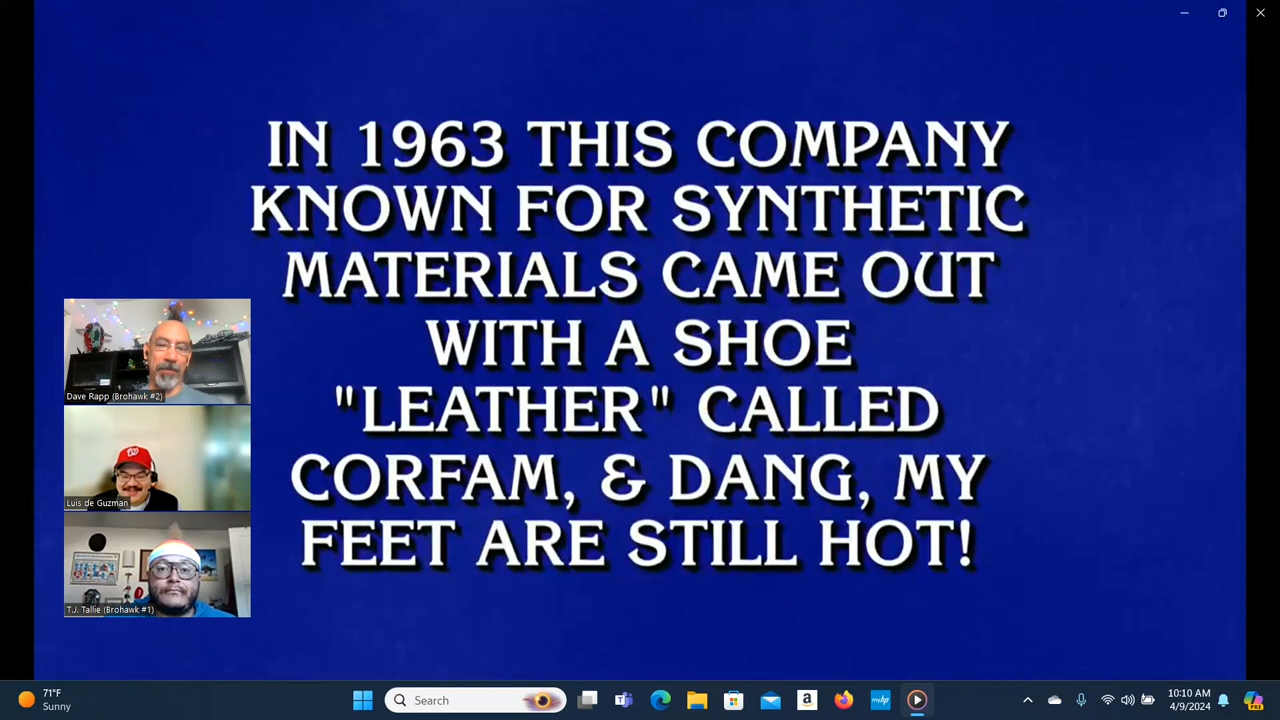 IN 1963 THIS COMPANY
KNOWN FOR SYNTHETIC
MATERIALS CAME OUT
WITH A SHOE
"LEATHER" CALLED
CORFAM, & DANG, MY
FEET ARE STILL HOT!
Dave Rapp (Brohawk #2)
Luis de Guzman
T.J. Tallie (Brohawk #1)
71°F
Sunny
Search
a
myhp
10:10 AM
4/9/2024
PRE